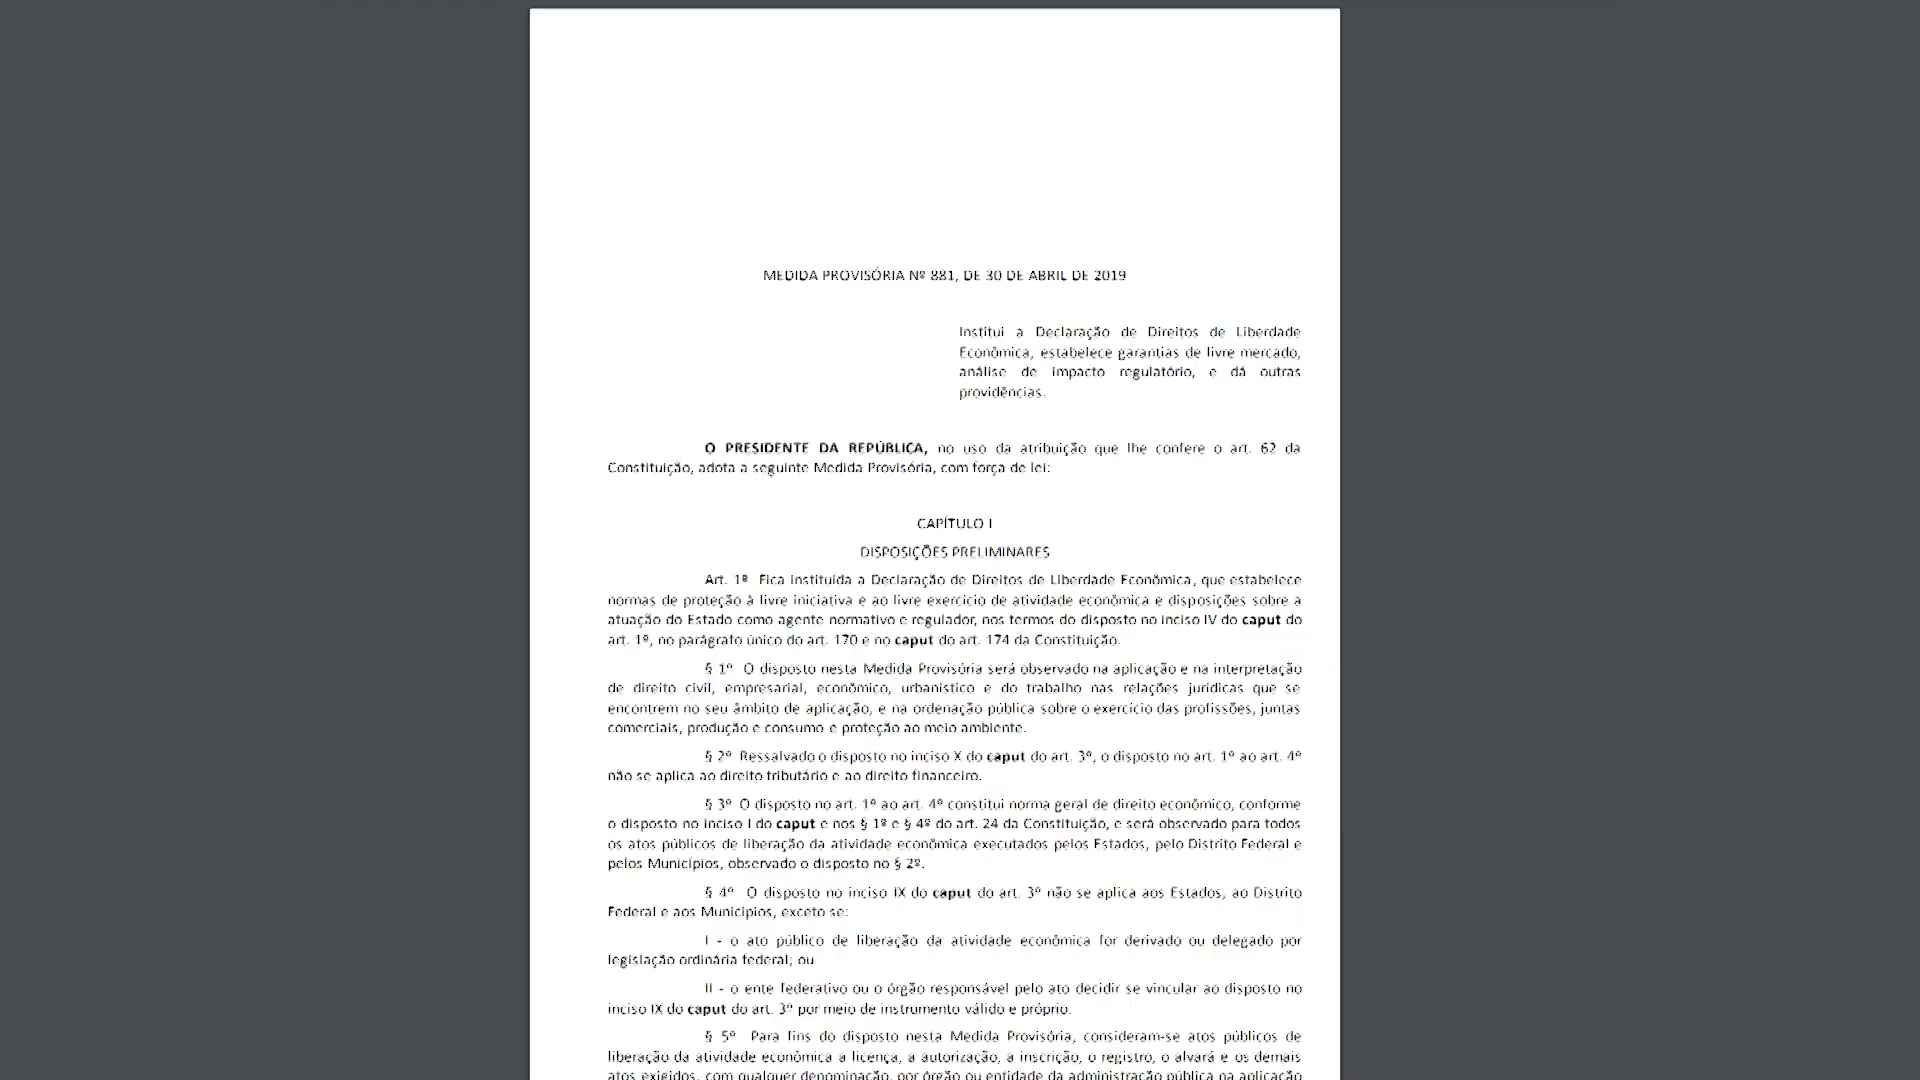 MEDIDA PROVISÓRIA Nº 881, DE 30 DE ABRIL DE 2019
Institui a Declaração de Direitos de Liberdade
Econômica, estabelece garantias de livre mercado,
análise de impacto regulatório, e dá outras
providências.
O PRESIDENTE DA REPÚBLICA, no uso da atribuição que lhe confere o art. 62 da
Constituição, adota a seguinte Medida Provisória, com força de lei:
CAPÍTULO I
DISPOSIÇÕES PRELIMINARES
Art. 1º Fica instituída a Declaração de Direitos de Liberdade Econômica, que estabelece
normas de proteção à livre iniciativa e ao livre exercício de atividade econômica e disposições sobre a
atuação do Estado como agente normativo e regulador, nos termos do disposto no inciso IV do caput do
art. 1º, no parágrafo único do art. 170 e no caput do art. 174 da Constituição.
§ 1º O disposto nesta Medida Provisória será observado na aplicação e na interpretação
de direito civil, empresarial, econômico, urbanístico e do trabalho nas relações jurídicas que se
encontrem no seu âmbito de aplicação, e na ordenação pública sobre o exercício das profissões, juntas
comerciais, produção e consumo e proteção ao meio ambiente.
§ 2º Ressalvado o disposto no inciso X do caput do art. 3º, o disposto no art. 1º ao art. 4º
não se aplica ao direito tributário e ao direito financeiro.
§ 3º O disposto no art. 1º ao art. 4º constitui norma geral de direito econômico, conforme
o disposto no inciso I do caput e nos § 1º e § 4º do art. 24 da Constituição, e será observado para todos
os atos públicos de liberação da atividade econômica executados pelos Estados, pelo Distrito Federal e
pelos Municípios, observado o disposto no § 2º.
§ 4º O disposto no inciso IX do caput do art. 3º não se aplica aos Estados, ao Distrito
Federal e aos Municípios, exceto se:
I - o ato público de liberação da atividade econômica for derivado ou delegado por
legislação ordinária federal; ou
II - o ente federativo ou o órgão responsável pelo ato decidir se vincular ao disposto no
inciso IX do caput do art. 3º por meio de instrumento válido e próprio.
§ 5º Para fins do disposto nesta Medida Provisória, consideram-se atos públicos de
liberação da atividade econômica a licença, a autorização, a inscrição, o registro, o alvará e os demais
atos exigidos, com qualquer denominação, por órgão ou entidade da administração pública na aplicação